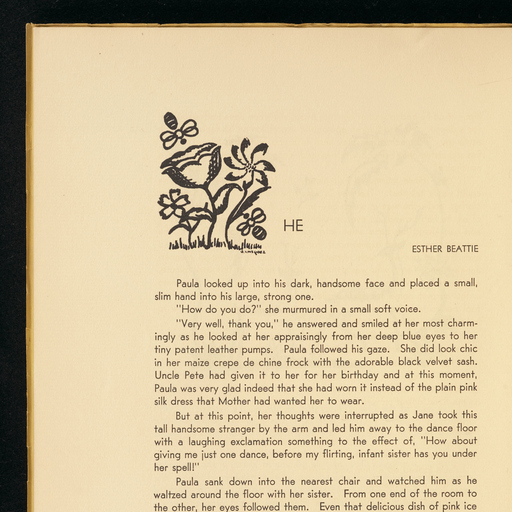 HE
ESTHER BEATTIE
Paula looked up into his dark, handsome face and placed a small,
slim hand into his large, strong one.
"How do you do?" she murmured in a small soft voice.
"Very well, thank you," he answered and smiled at her most charm-
ingly as he looked at her appraisingly from her deep blue eyes to her
tiny patent leather pumps. Paula followed his gaze. She did look chic
in her maize crepe de chine frock with the adorable black velvet sash.
Uncle Pete had given it to her for her birthday and at this moment,
Paula was very glad indeed that she had worn it instead of the plain pink
silk dress that Mother had wanted her to wear.
But at this point, her thoughts were interrupted as Jane took this
tall handsome stranger by the arm and led him away to the dance floor
with a laughing exclamation something to the effect of, "How about
giving me just one dance, before my flirting, infant sister has you under
her spell!"
Paula sank down into the nearest chair and watched him as he
waltzed around the floor with her sister. From one end of the room to
the other, her eyes followed them. Even that delicious dish of pink ice